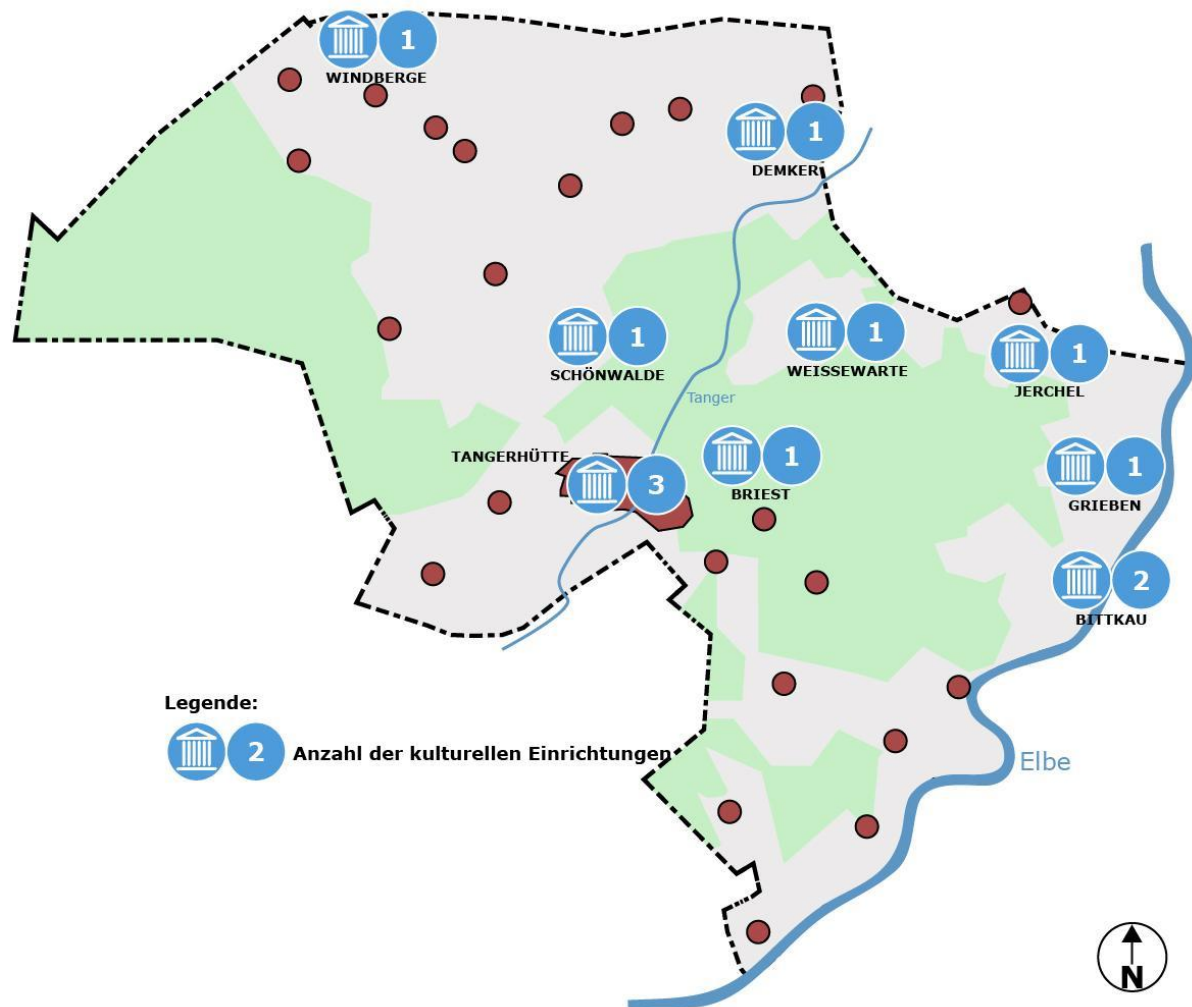 1
WINDBERGE
1
DEMKER
1
SCHÖNWALDE
1
WEISSEWARTE
1
JERCHEL
Tanger
TANGERHÜTTE
3
1
BRIEST
1
GRIEBEN
2
BITTKAU
Legende:
2 Anzahl der kulturellen Einrichtungen
Elbe
N